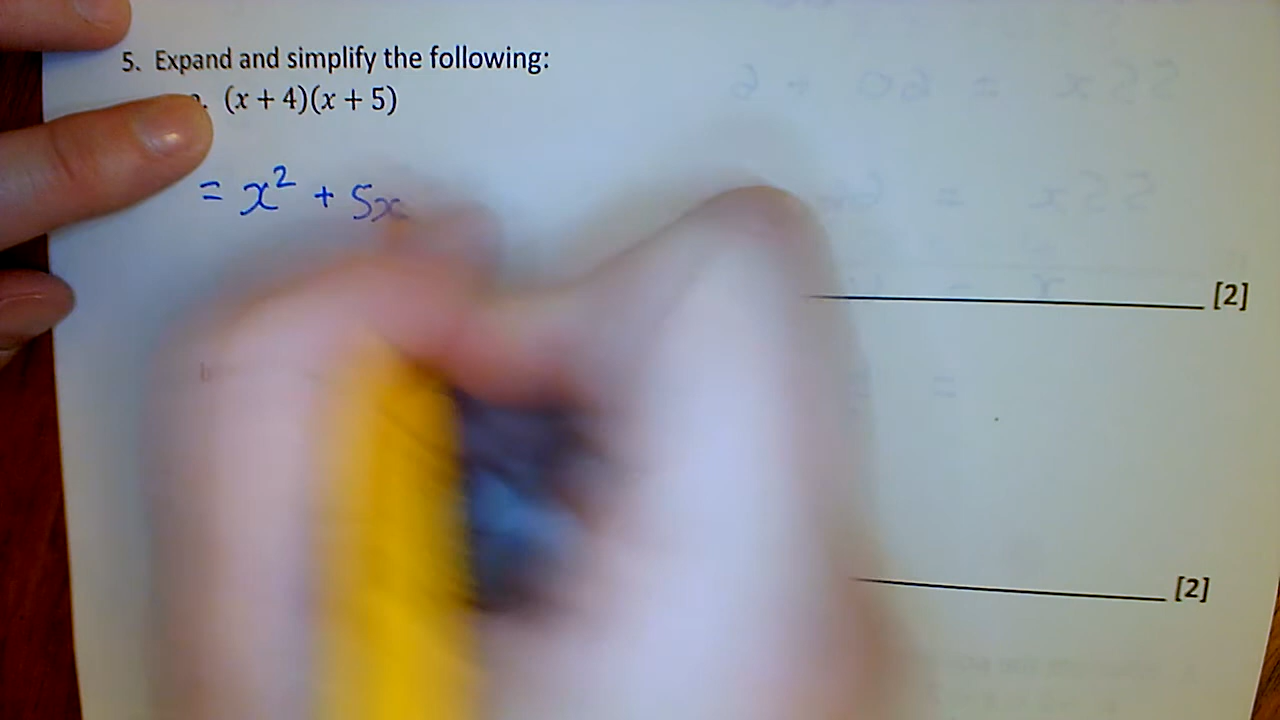 5. Expand and simplify the following:
(x + 4)(x + 5)
= x² + 5x
[2]
[2]